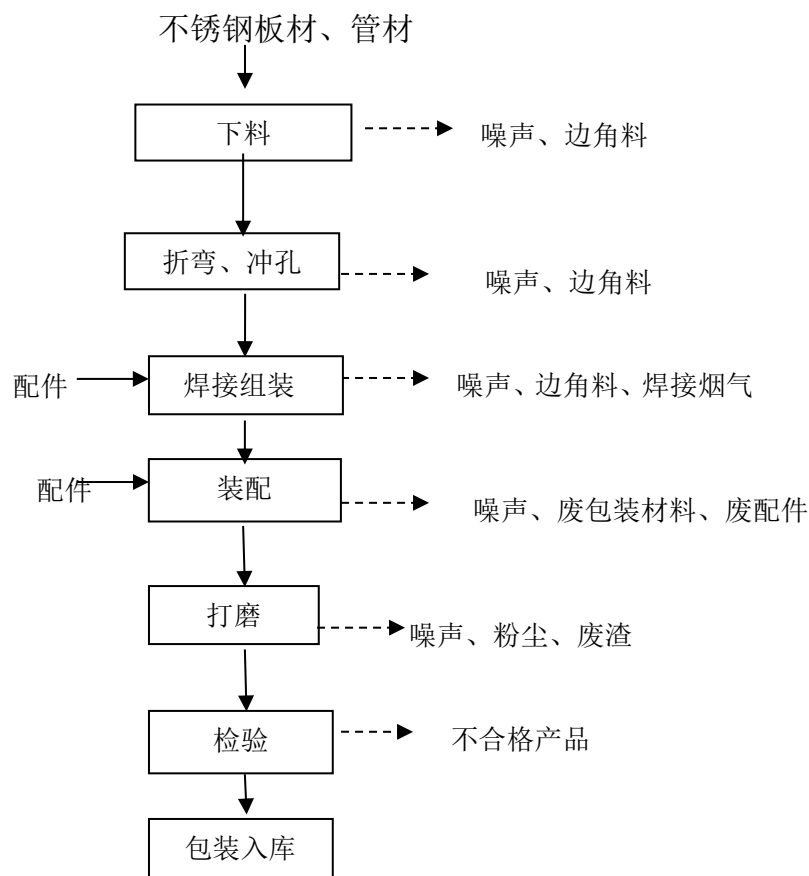 不锈钢板材、管材
下料
噪声、边角料
折弯、冲孔
噪声、边角料
配件
焊接组装
噪声、边角料、焊接烟气
配件
装配
噪声、废包装材料、废配件
打磨
噪声、粉尘、废渣
检验
不合格产品
包装入库